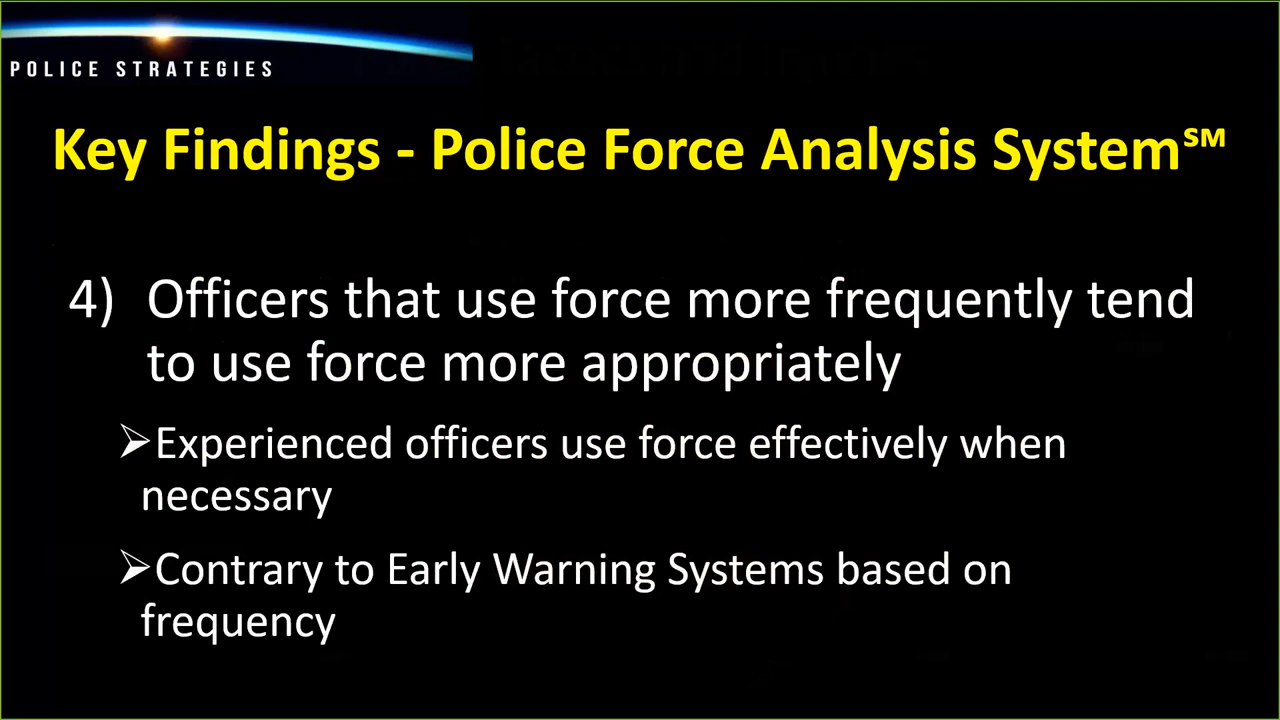 POLICE STRATEGIES
Key Findings - Police Force Analysis System℠
4) Officers that use force more frequently tend
to use force more appropriately
➢Experienced officers use force effectively when
necessary
➢Contrary to Early Warning Systems based on
frequency